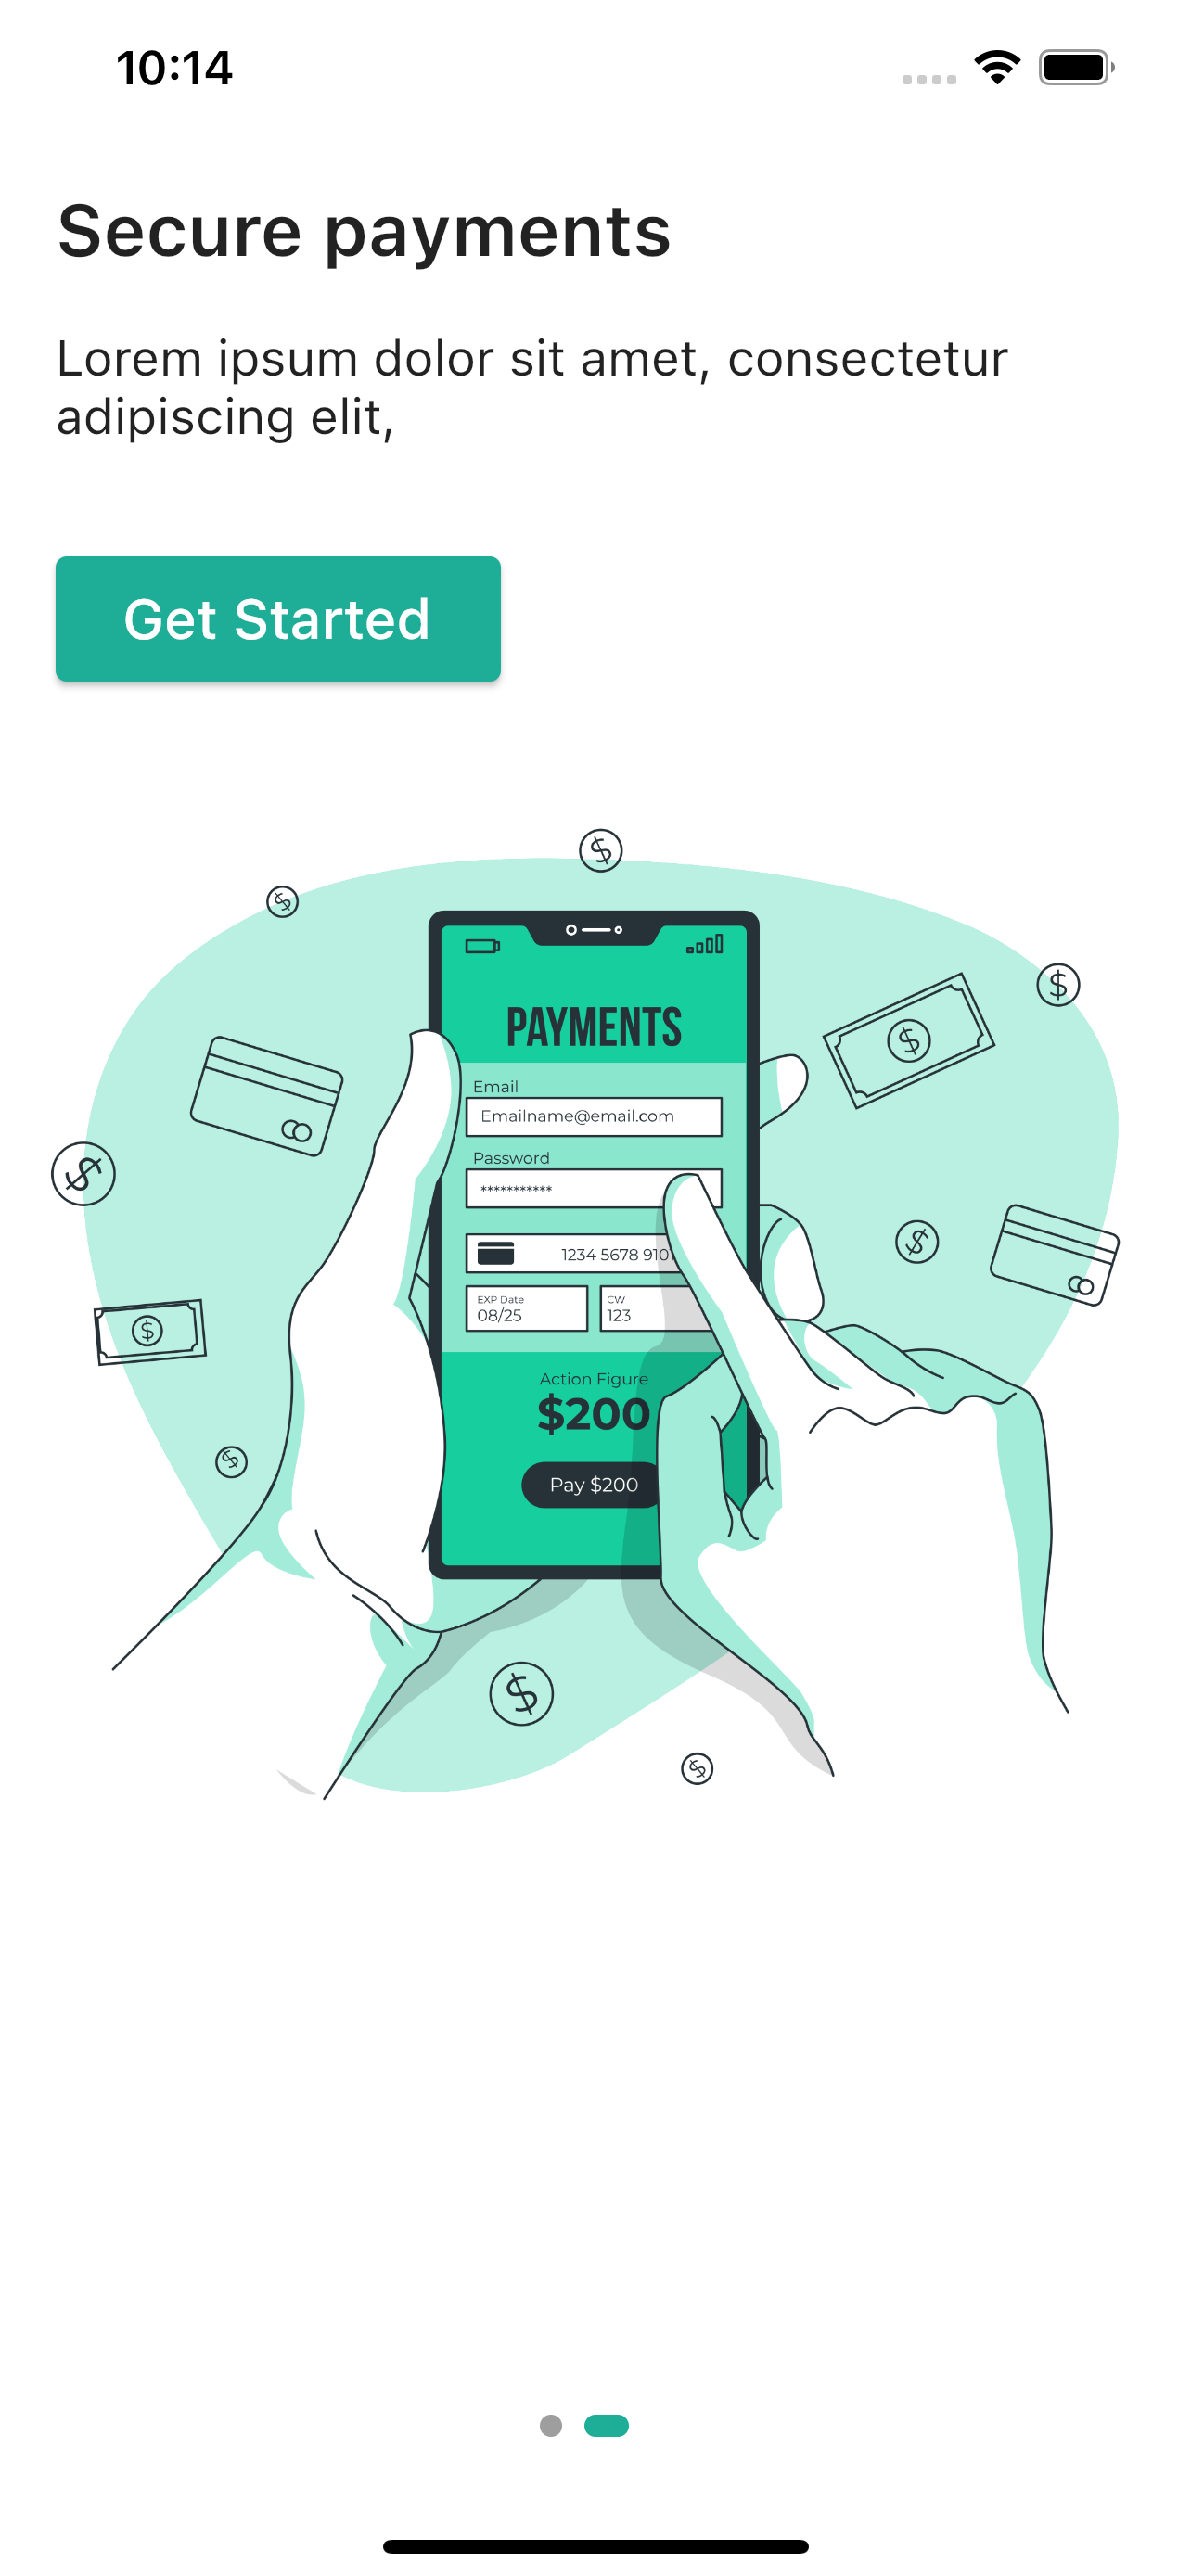 10:14
Secure payments
Lorem ipsum dolor sit amet, consectetur
adipiscing elit,
Get Started
PAYMENTS
Email
Emailname@email.com
Password
***********
1234 5678 9101
EXP Date
08/25
CW
123
Action Figure
$200
Pay $200